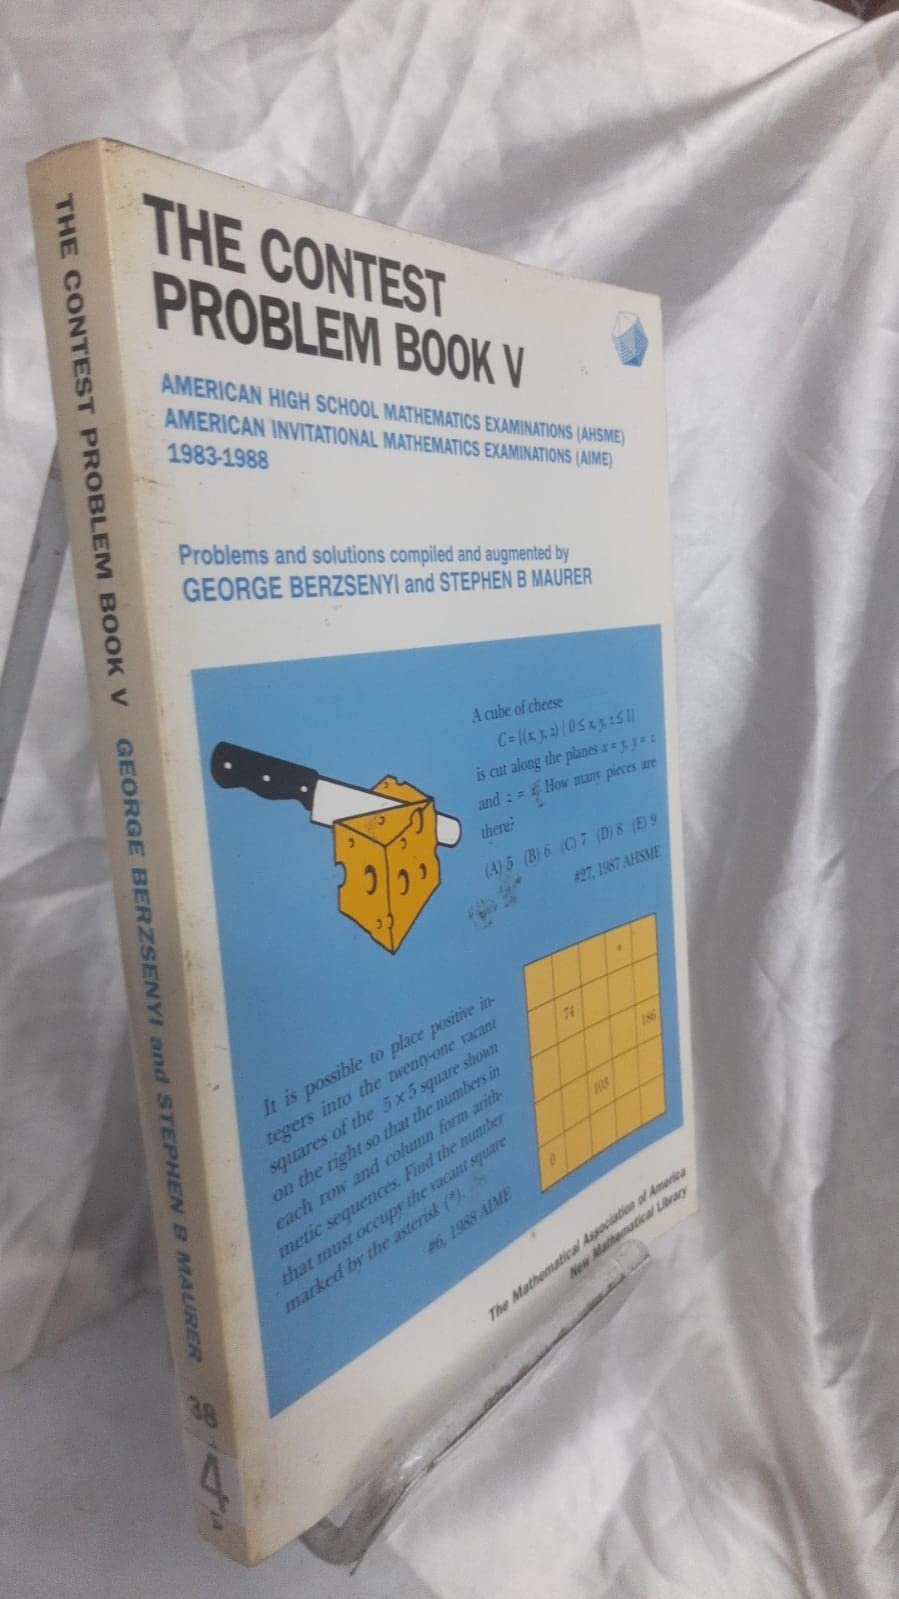 THE CONTEST PROBLEM BOOK V GEORGE BERZSENYI and STEPHEN B MAURER
38
4
THE CONTEST
PROBLEM BOOK V
AMERICAN HIGH SCHOOL MATHEMATICS EXAMINATIONS (AHSME)
AMERICAN INVITATIONAL MATHEMATICS EXAMINATIONS (AIME)
1983-1988
Problems and solutions compiled and augmented by
GEORGE BERZSENYI and STEPHEN B MAURER
A cube of cheese
C={(x, y, z) | 0≤ x, y, z ≤ 1}
is cut along the planes x = y, y = z
and z = x. How many pieces are
there?
(A) 5 (B) 6 (C) 7 (D) 8 (E) 9
#27, 1987 AHSME
It is possible to place positive in-
tegers into the twenty-one vacant
squares of the 5 × 5 square shown
on the right so that the numbers in
each row and column form arith-
metic sequences. Find the number
that must occupy the vacant square
marked by the asterisk (*).
#6, 1988 AIME
*
74
186
103
0
The Mathematical Association of America
New Mathematical Library